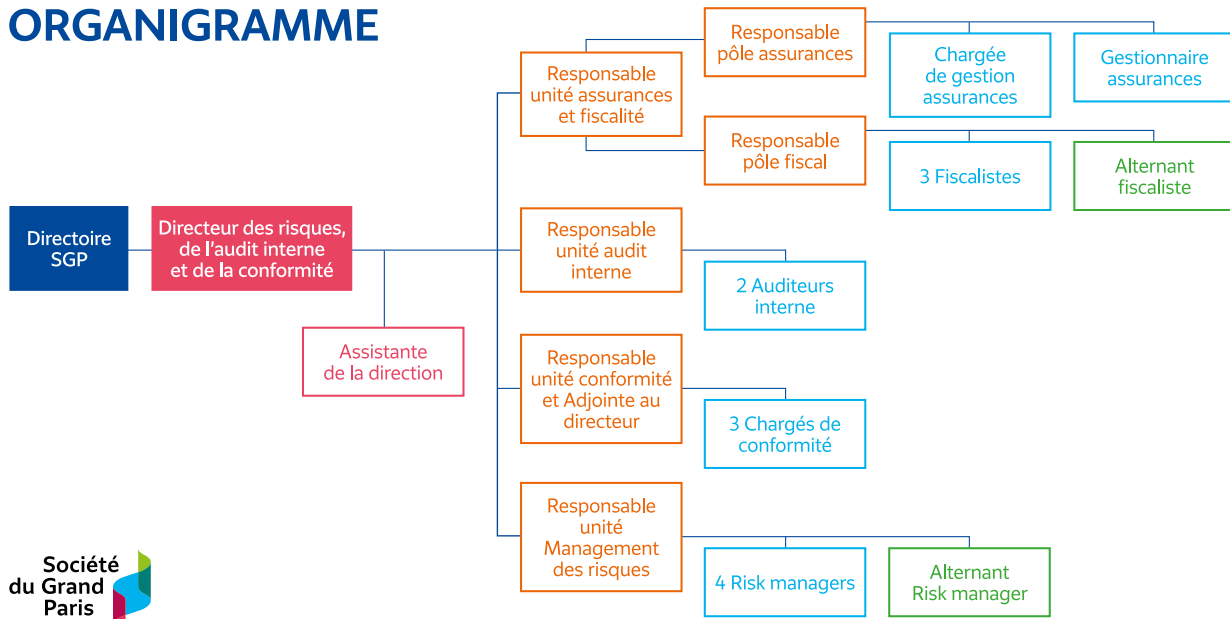 ORGANIGRAMME
Directoire
SGP
Directeur des risques,
de l'audit interne
et de la conformité
Assistante
de la direction
Responsable
unité assurances
et fiscalité
Responsable
pôle assurances
Chargée
de gestion
assurances
Gestionnaire
assurances
Responsable
pôle fiscal
3 Fiscalistes
Alternant
fiscaliste
Responsable
unité audit
interne
2 Auditeurs
interne
Responsable
unité conformité
et Adjointe au
directeur
3 Chargés de
conformité
Responsable
unité
Management
des risques
4 Risk managers
Alternant
Risk manager
Société
du Grand
Paris